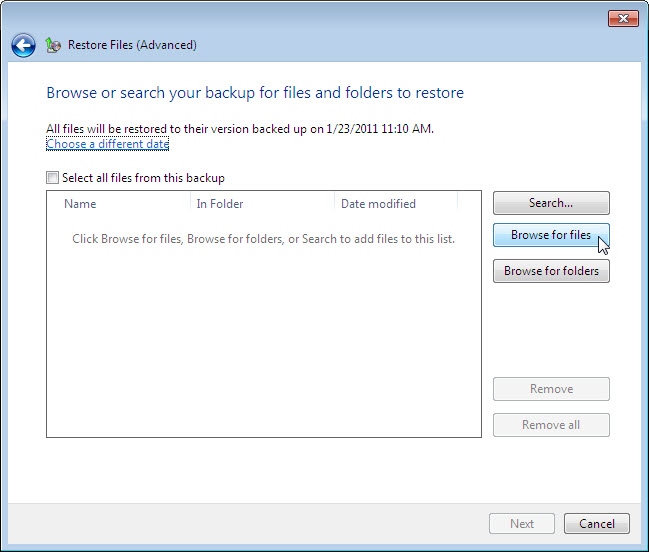 Restore Files (Advanced)
Browse or search your backup for files and folders to restore
All files will be restored to their version backed up on 1/23/2011 11:10 AM.
Choose a different date
Select all files from this backup
Name In Folder Date modified
Click Browse for files, Browse for folders, or Search to add files to this list.
Search...
Browse for files
Browse for folders
Remove
Remove all
Next Cancel